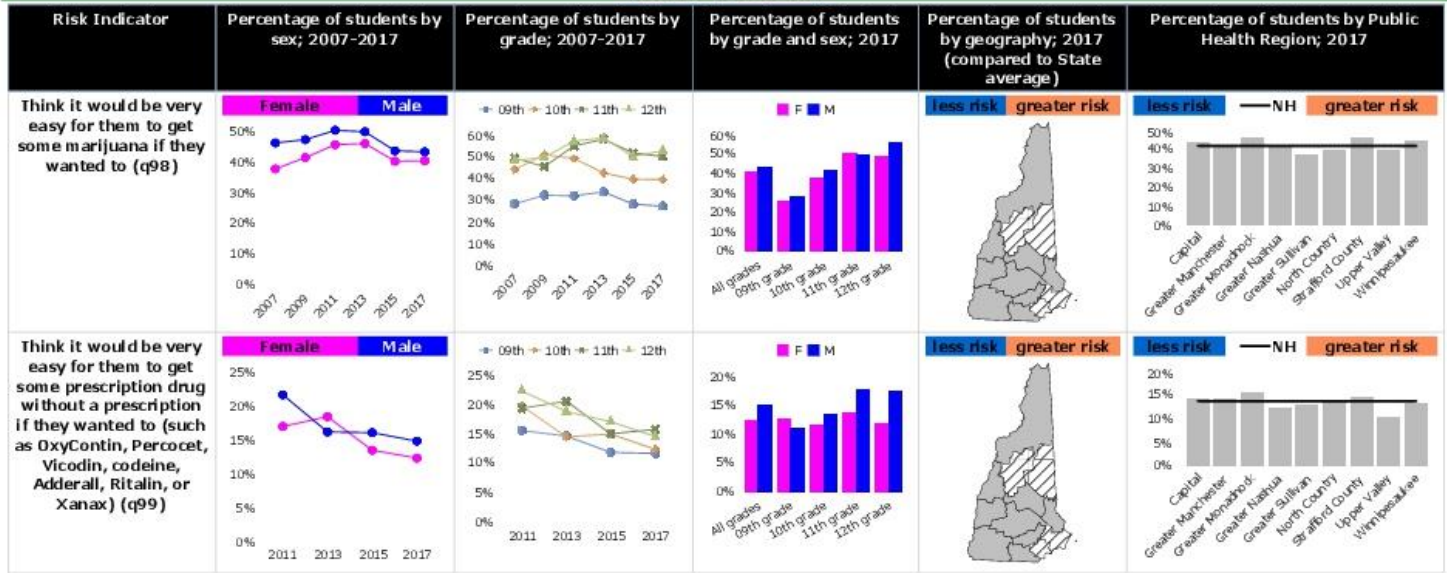 Risk Indicator
Percentage of students by
sex; 2007-2017
Percentage of students by
grade; 2007-2017
Percentage of students
by grade and sex; 2017
Percentage of students
by geography; 2017
(compared to State
average)
Percentage of students by Public
Health Region; 2017
Think it would be very
easy for them to get
some marijuana if they
wanted to (q98)
Female Male
50%
40%
30%
20%
10%
0%
2007 2009 2011 2013 2015 2017
09th 10th 11th 12th
60%
50%
40%
30%
20%
10%
0%
2007 2009 2011 2013 2015 2017
F M
60%
50%
40%
30%
20%
10%
0%
All grades 09th grade 10th grade 11th grade 12th grade
less risk greater risk
less risk NH greater risk
50%
40%
30%
20%
10%
0%
Capital Greater Manchester Greater Monadnock Greater Nashua Greater Sullivan North Country Strafford County Upper Valley Winnipesaukee
Think it would be very
easy for them to get
some prescription drug
without a prescription
if they wanted to (such
as OxyContin, Percocet,
Vicodin, codeine,
Adderall, Ritalin, or
Xanax) (q99)
Female Male
25%
20%
15%
10%
5%
0%
2011 2013 2015 2017
09th 10th 11th 12th
25%
20%
15%
10%
5%
0%
2011 2013 2015 2017
F M
20%
15%
10%
5%
0%
All grades 09th grade 10th grade 11th grade 12th grade
less risk greater risk
less risk NH greater risk
20%
15%
10%
5%
0%
Capital Greater Manchester Greater Monadnock Greater Nashua Greater Sullivan North Country Strafford County Upper Valley Winnipesaukee